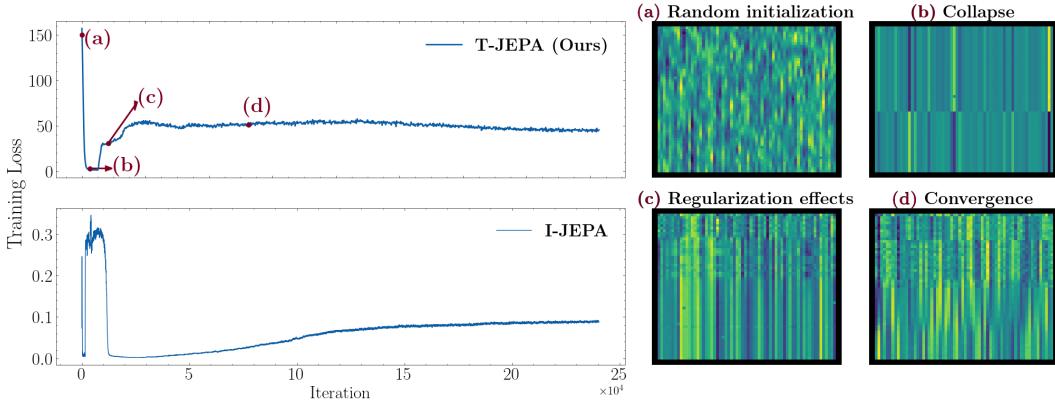 150
100
50
0
(a)
(c)
(b)
(d)
T-JEPA (Ours)
Training Loss
0.3
0.2
0.1
0.0
I-JEPA
0
5
10
15
20
25
×10⁴
Iteration
(a) Random initialization
(b) Collapse
(c) Regularization effects
(d) Convergence